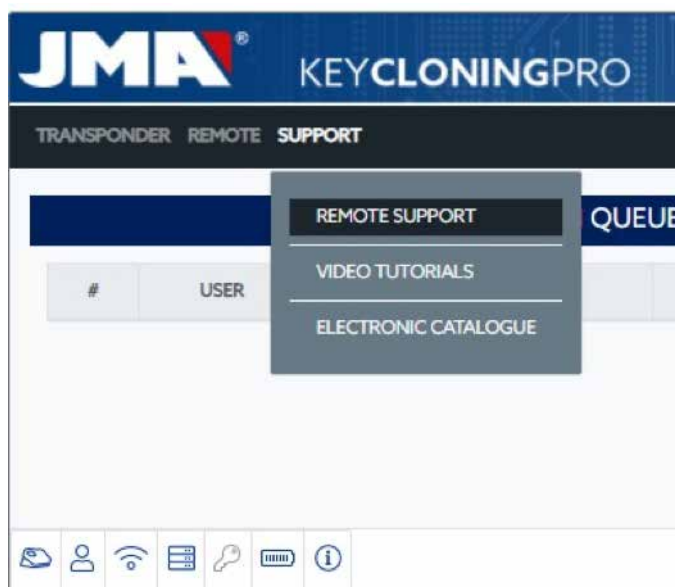 JMA®
KEYCLONINGPRO
TRANSPONDER REMOTE SUPPORT
REMOTE SUPPORT
QUEUE
VIDEO TUTORIALS
# USER
ELECTRONIC CATALOGUE